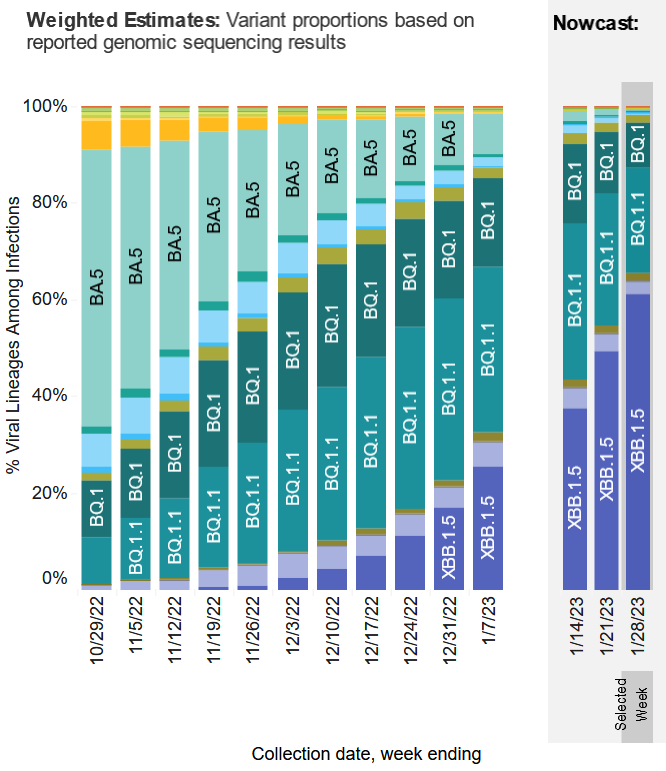 Weighted Estimates: Variant proportions based on
reported genomic sequencing results
Nowcast:
% Viral Lineages Among Infections
100%
80%
60%
40%
20%
0%
BA.5
BQ.1
BA.5
BQ.1
BQ.1.1
BA.5
BQ.1
BQ.1.1
BA.5
BQ.1
BQ.1.1
BA.5
BQ.1
BQ.1.1
BA.5
BQ.1
BQ.1.1
BA.5
BQ.1
BQ.1.1
BA.5
BQ.1
BQ.1.1
BA.5
BQ.1
BQ.1.1
BA.5
BQ.1
BQ.1.1
XBB.1.5
BQ.1
BQ.1.1
XBB.1.5
BQ.1
BQ.1.1
XBB.1.5
BQ.1
BQ.1.1
XBB.1.5
BQ.1
BQ.1.1
XBB.1.5
10/29/22
11/5/22
11/12/22
11/19/22
11/26/22
12/3/22
12/10/22
12/17/22
12/24/22
12/31/22
1/7/23
1/14/23
1/21/23
1/28/23
Selected
Week
Collection date, week ending